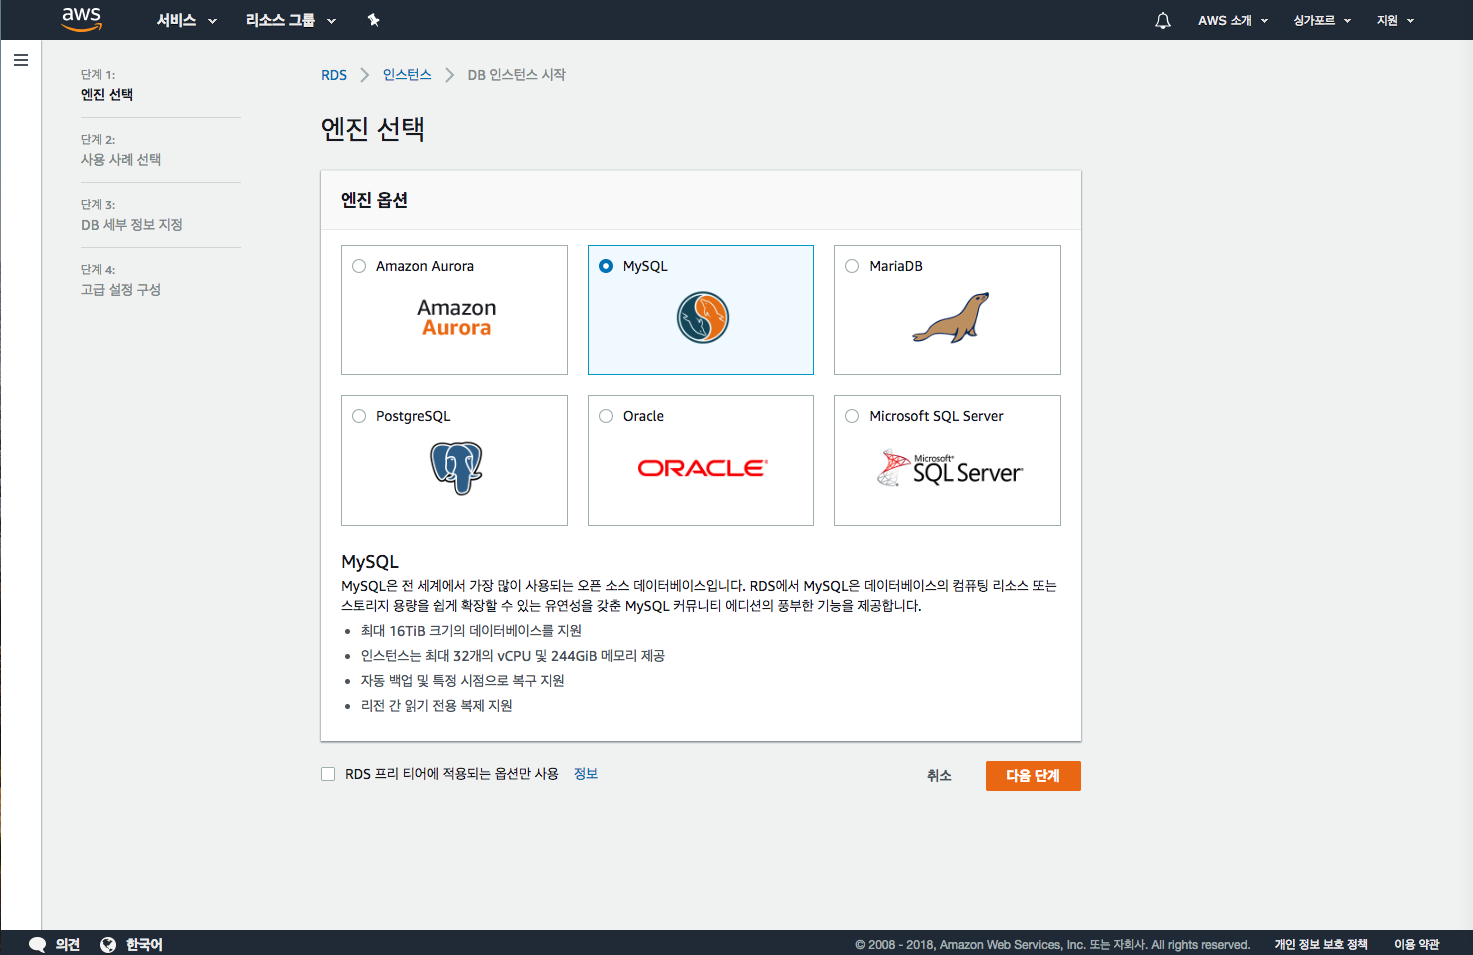 aws 서비스 리소스 그룹 AWS 소개 싱가포르 지원
단계 1:
엔진 선택
단계 2:
사용 사례 선택
단계 3:
DB 세부 정보 지정
단계 4:
고급 설정 구성
RDS 인스턴스 DB 인스턴스 시작
엔진 선택
엔진 옵션
Amazon Aurora
Amazon
Aurora
MySQL
MariaDB
PostgreSQL
Oracle
ORACLE
Microsoft SQL Server
Microsoft
SQL Server
MySQL
MySQL은 전 세계에서 가장 많이 사용되는 오픈 소스 데이터베이스입니다. RDS에서 MySQL은 데이터베이스의 컴퓨팅 리소스 또는
스토리지 용량을 쉽게 확장할 수 있는 유연성을 갖춘 MySQL 커뮤니티 에디션의 풍부한 기능을 제공합니다.
• 최대 16TiB 크기의 데이터베이스를 지원
• 인스턴스는 최대 32개의 vCPU 및 244GiB 메모리 제공
• 자동 백업 및 특정 시점으로 복구 지원
• 리전 간 읽기 전용 복제 지원
RDS 프리 티어에 적용되는 옵션만 사용 정보
취소 다음 단계
의견 한국어 © 2008 - 2018, Amazon Web Services, Inc. 또는 자회사. All rights reserved. 개인 정보 보호 정책 이용 약관